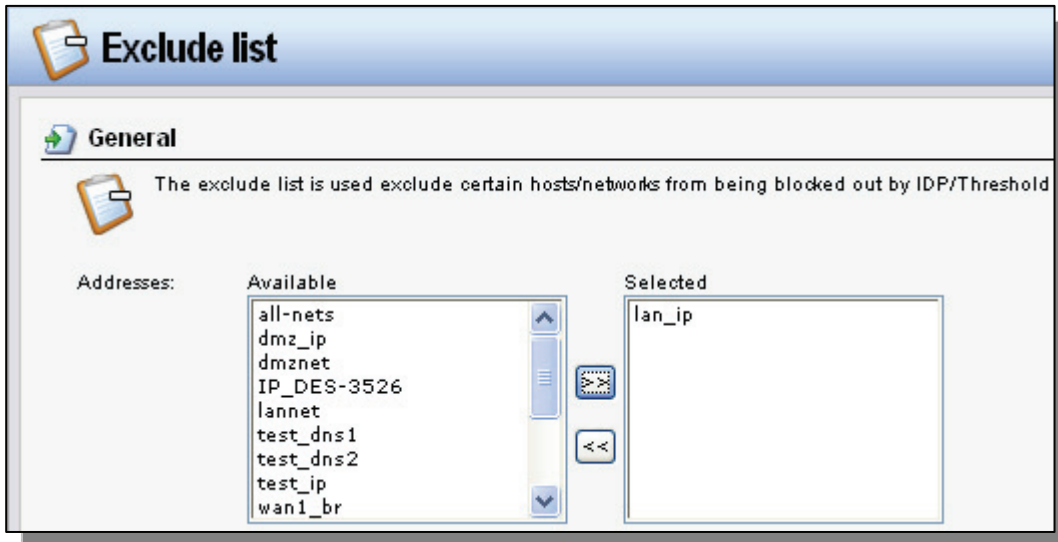 Exclude list
General
The exclude list is used exclude certain hosts/networks from being blocked out by IDP/Threshold
Addresses:
Available
all-nets
dmz_ip
dmznet
IP_DES-3526
lannet
test_dns1
test_dns2
test_ip
wan1_br
>>
<<
Selected
lan_ip